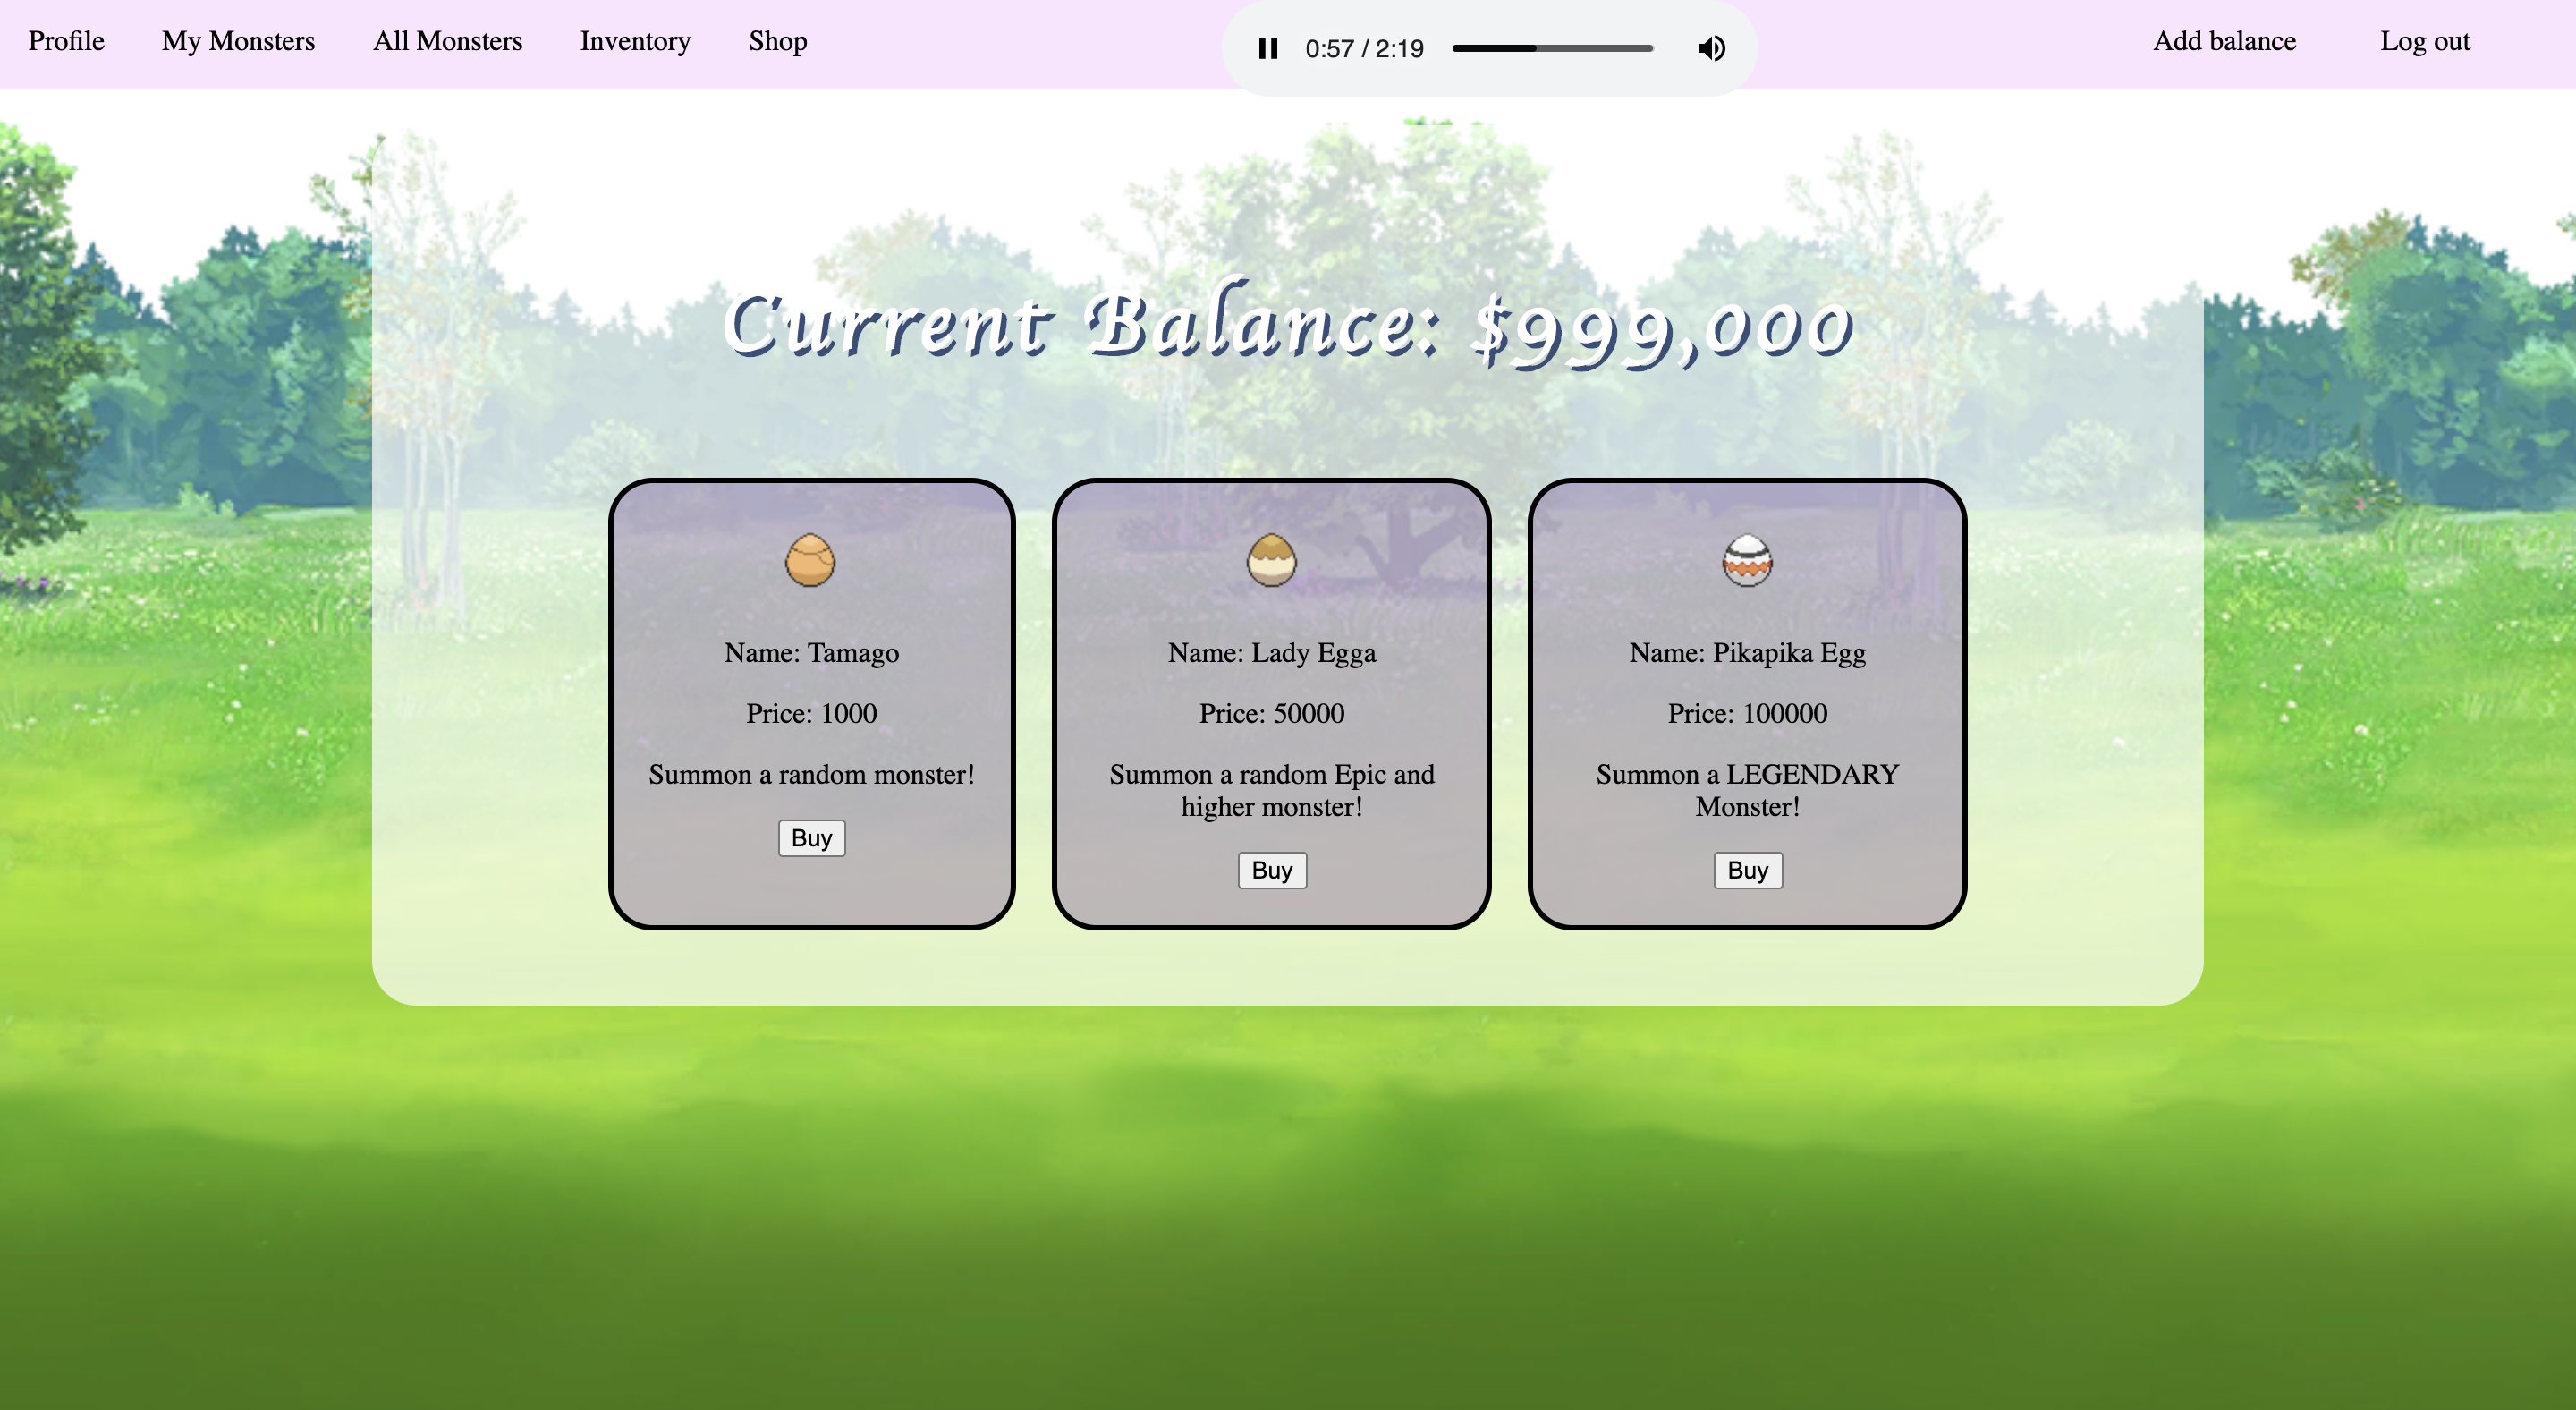 Profile My Monsters All Monsters Inventory Shop 0:57 / 2:19 Add balance Log out
Current Balance: $999,000
Name: Tamago
Price: 1000
Summon a random monster!
Buy
Name: Lady Egga
Price: 50000
Summon a random Epic and
higher monster!
Buy
Name: Pikapika Egg
Price: 100000
Summon a LEGENDARY
Monster!
Buy